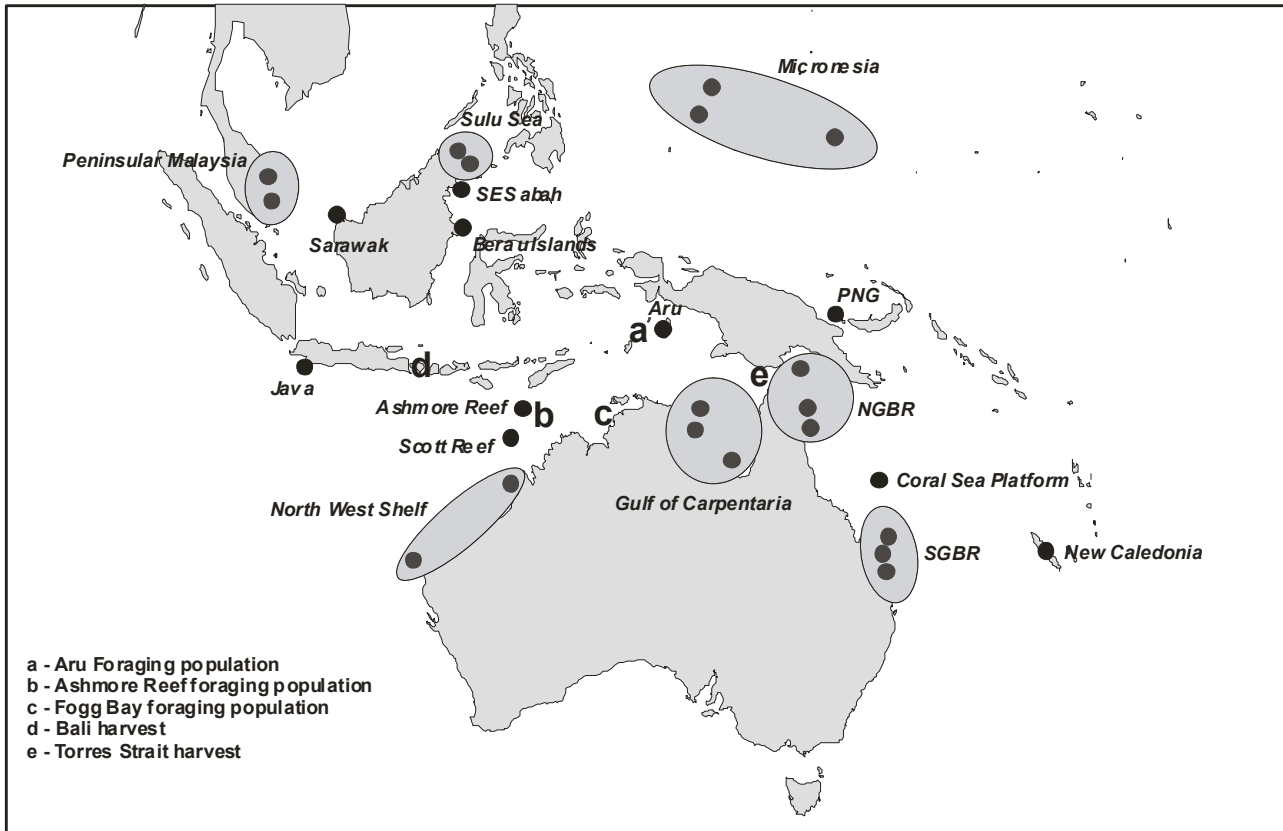 Micronesia
Sulu Sea
Peninsular Malaysia
SE Sabah
Sarawak
Berau Islands
PNG
Aru
a
d
e
Java
Ashmore Reef
b
c
NGBR
Scott Reef
Coral Sea Platform
North West Shelf
Gulf of Carpentaria
SGBR
New Caledonia
a - Aru Foraging population
b - Ashmore Reef foraging population
c - Fogg Bay foraging population
d - Bali harvest
e - Torres Strait harvest